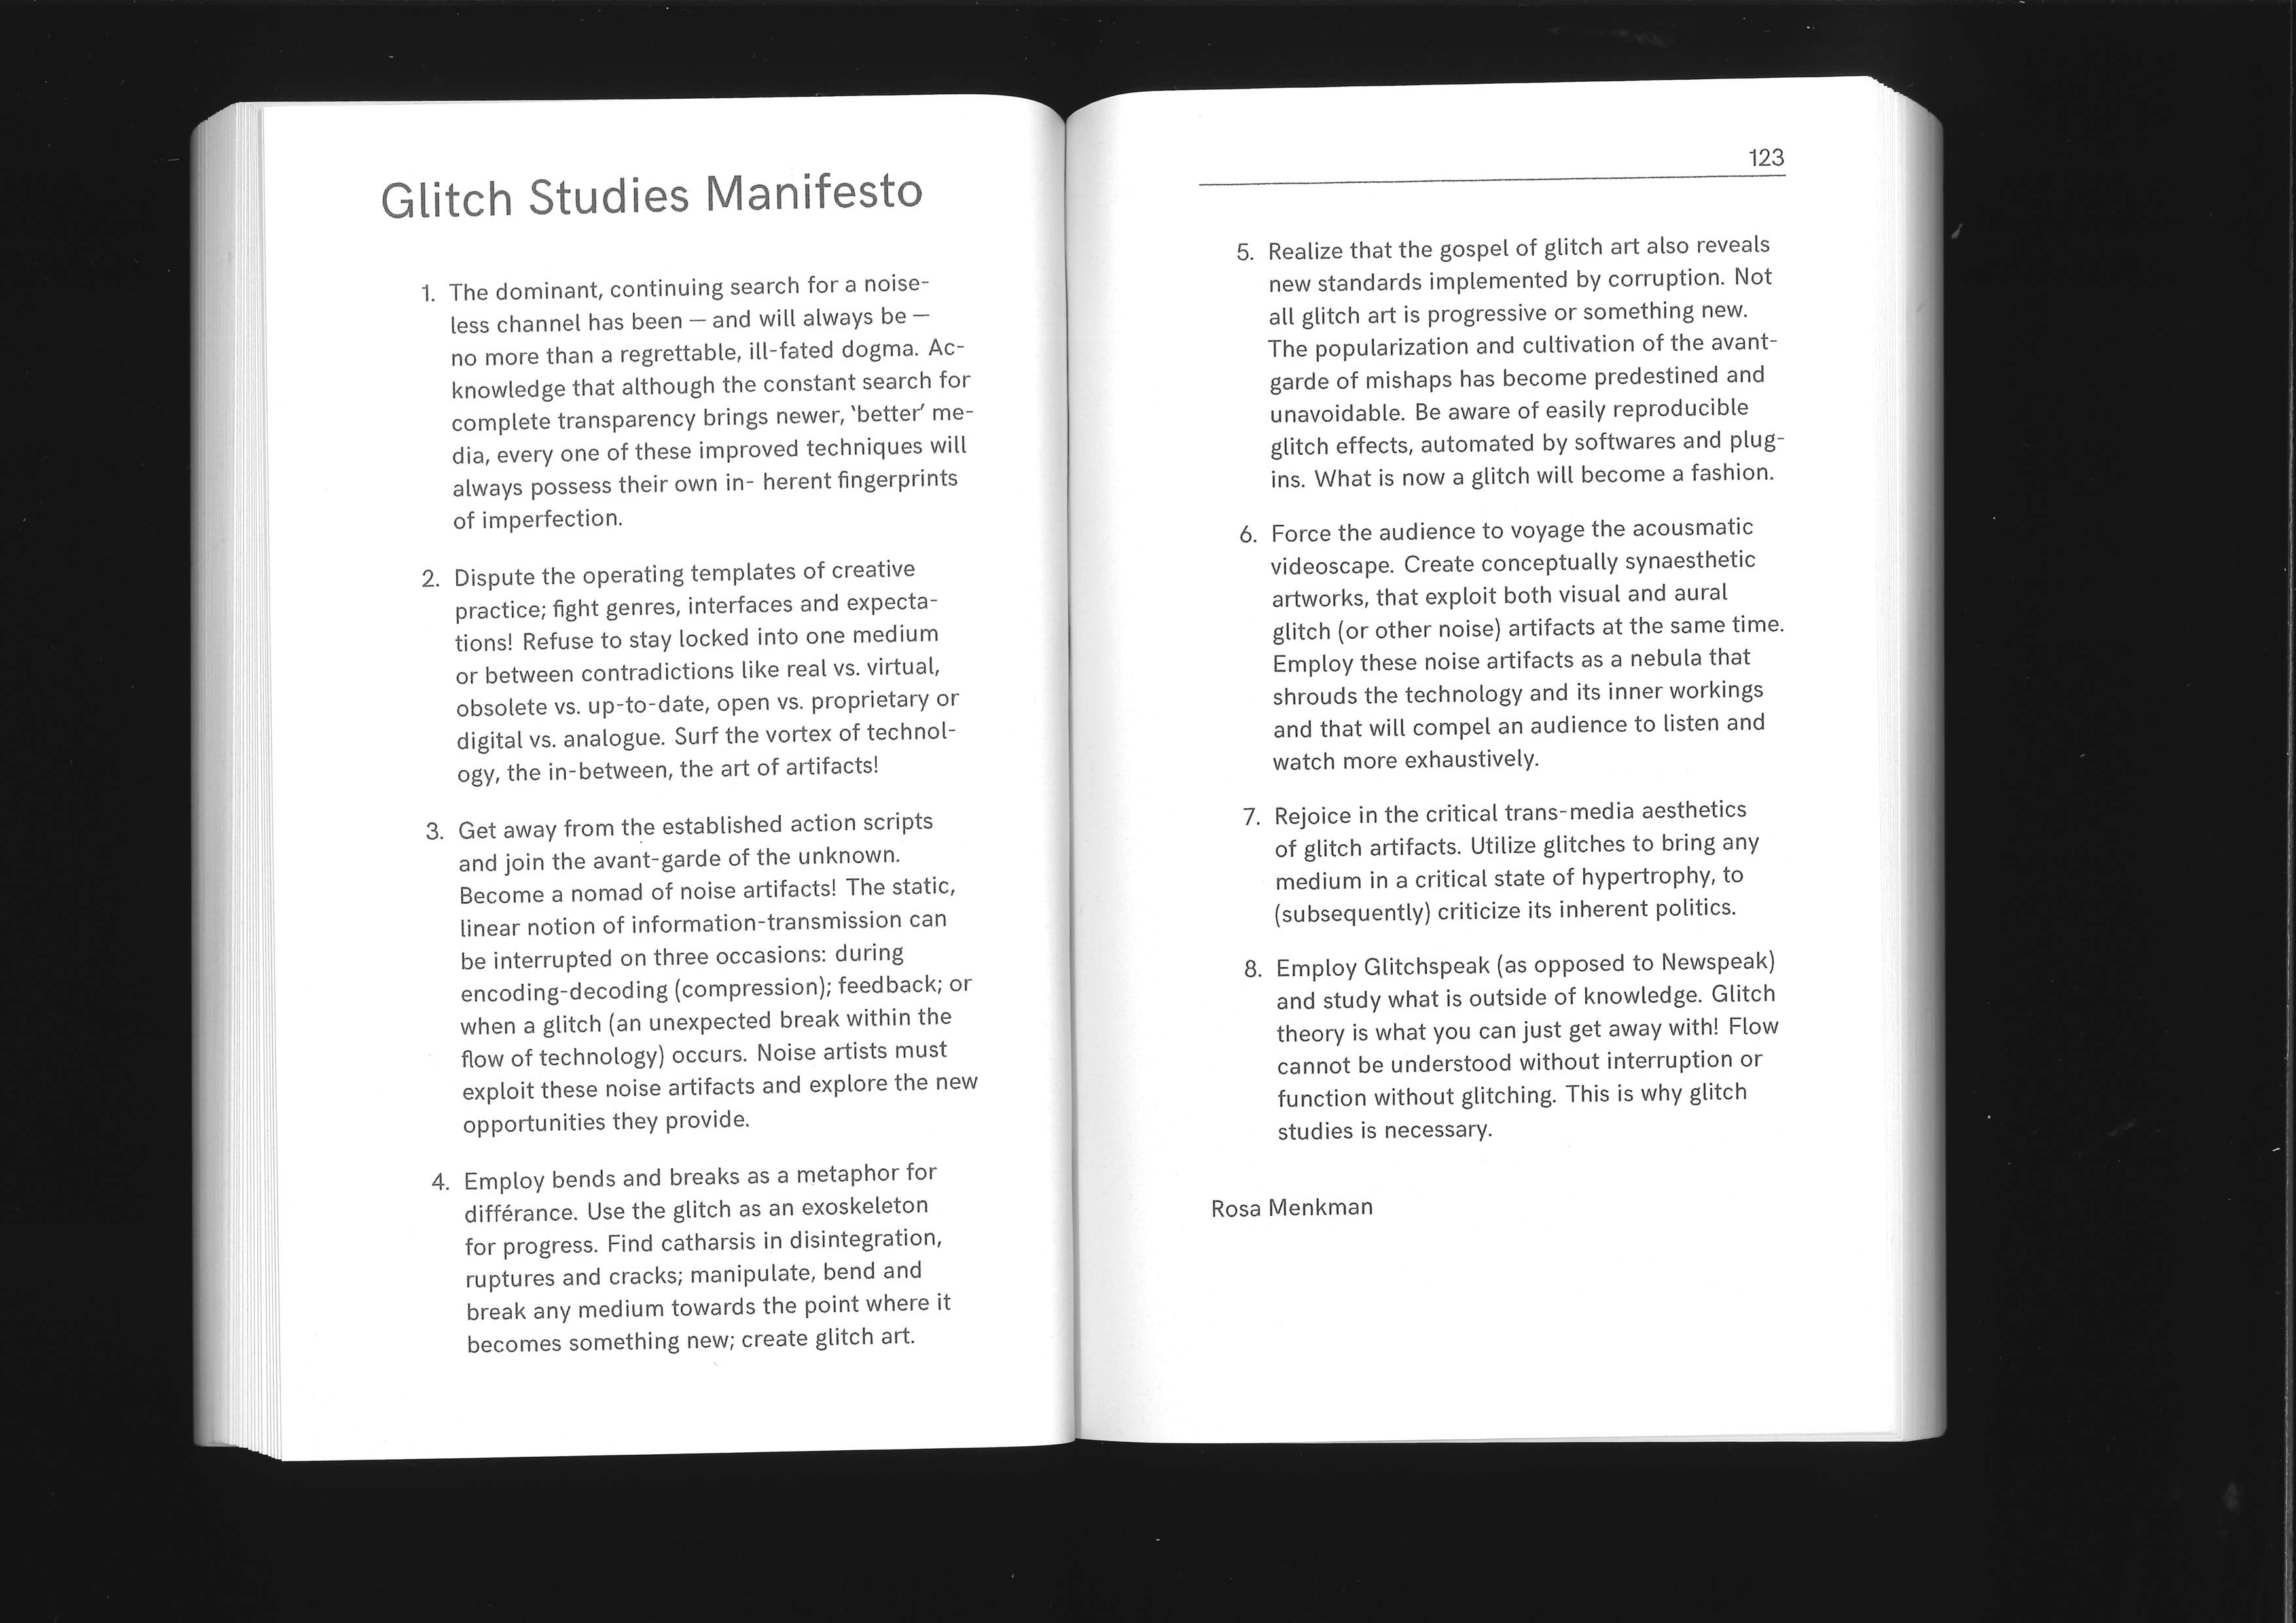 Glitch Studies Manifesto
1. The dominant, continuing search for a noise-
less channel has been — and will always be —
no more than a regrettable, ill-fated dogma. Ac-
knowledge that although the constant search for
complete transparency brings newer, ‘better’ me-
dia, every one of these improved techniques will
always possess their own in- herent fingerprints
of imperfection.
2. Dispute the operating templates of creative
practice; fight genres, interfaces and expecta-
tions! Refuse to stay locked into one medium
or between contradictions like real vs. virtual,
obsolete vs. up-to-date, open vs. proprietary or
digital vs. analogue. Surf the vortex of technol-
ogy, the in-between, the art of artifacts!
3. Get away from the established action scripts
and join the avant-garde of the unknown.
Become a nomad of noise artifacts! The static,
linear notion of information-transmission can
be interrupted on three occasions: during
encoding-decoding (compression); feedback; or
when a glitch (an unexpected break within the
flow of technology) occurs. Noise artists must
exploit these noise artifacts and explore the new
opportunities they provide.
4. Employ bends and breaks as a metaphor for
différance. Use the glitch as an exoskeleton
for progress. Find catharsis in disintegration,
ruptures and cracks; manipulate, bend and
break any medium towards the point where it
becomes something new; create glitch art.
123
5. Realize that the gospel of glitch art also reveals
new standards implemented by corruption. Not
all glitch art is progressive or something new.
The popularization and cultivation of the avant-
garde of mishaps has become predestined and
unavoidable. Be aware of easily reproducible
glitch effects, automated by softwares and plug-
ins. What is now a glitch will become a fashion.
6. Force the audience to voyage the acousmatic
videoscape. Create conceptually synaesthetic
artworks, that exploit both visual and aural
glitch (or other noise) artifacts at the same time.
Employ these noise artifacts as a nebula that
shrouds the technology and its inner workings
and that will compel an audience to listen and
watch more exhaustively.
7. Rejoice in the critical trans-media aesthetics
of glitch artifacts. Utilize glitches to bring any
medium in a critical state of hypertrophy, to
(subsequently) criticize its inherent politics.
8. Employ Glitchspeak (as opposed to Newspeak)
and study what is outside of knowledge. Glitch
theory is what you can just get away with! Flow
cannot be understood without interruption or
function without glitching. This is why glitch
studies is necessary.
Rosa Menkman